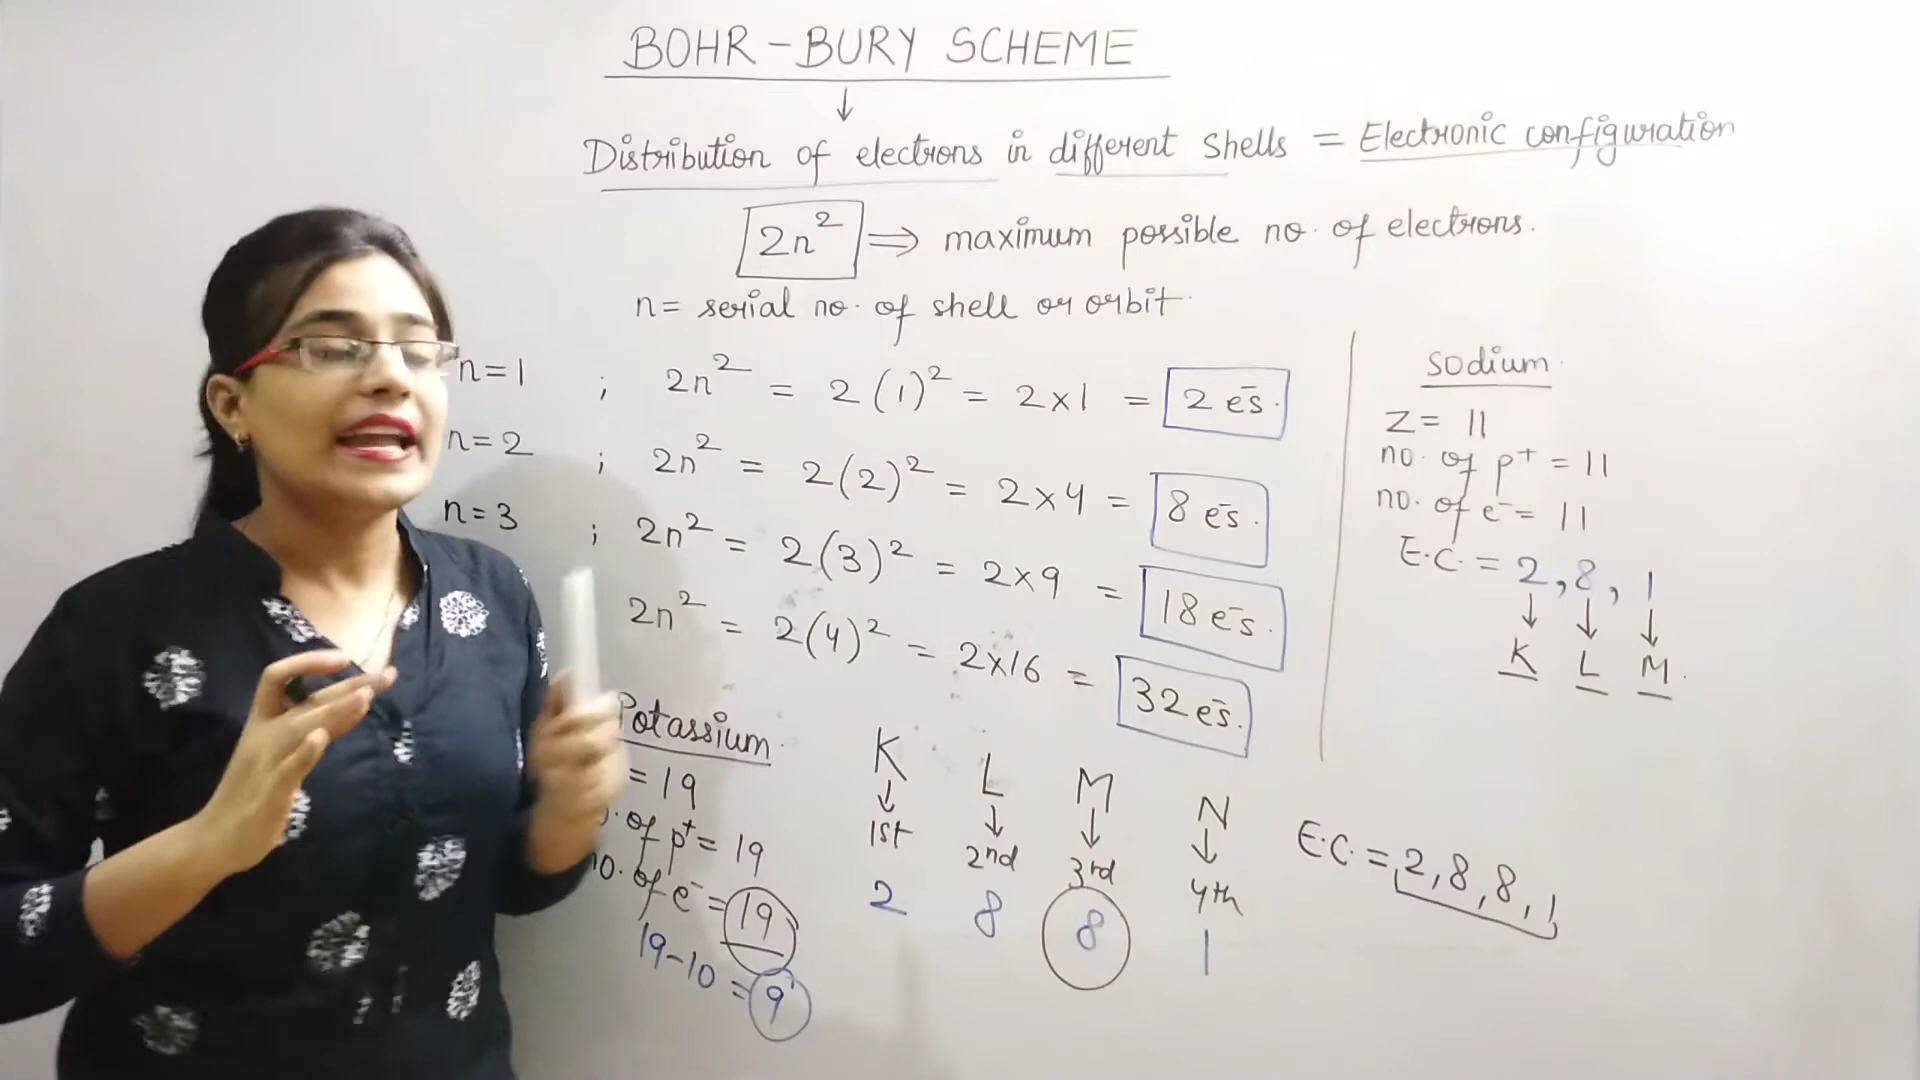 BOHR-BURY SCHEME
↓
Distribution of electrons in different shells = Electronic configuration
2n² ⇒ maximum possible no. of electrons.
n = serial no. of shell or orbit.
n=1 ; 2n² = 2(1)² = 2×1 = 2 e⁻s.
n=2 ; 2n² = 2(2)² = 2×4 = 8 e⁻s.
n=3 ; 2n² = 2(3)² = 2×9 = 18 e⁻s.
2n² = 2(4)² = 2×16 = 32 e⁻s.
Sodium
Z = 11
no. of p⁺ = 11
no. of e⁻ = 11
E.C. = 2, 8, 1
↓ ↓ ↓
K L M.
Potassium
= 19
of p⁺ = 19
no. of e⁻ = 19
19-10 = 9
K L M N
↓ ↓ ↓ ↓
1st 2nd 3rd 4th
2 8 8 1
E.C. = 2,8,8,1